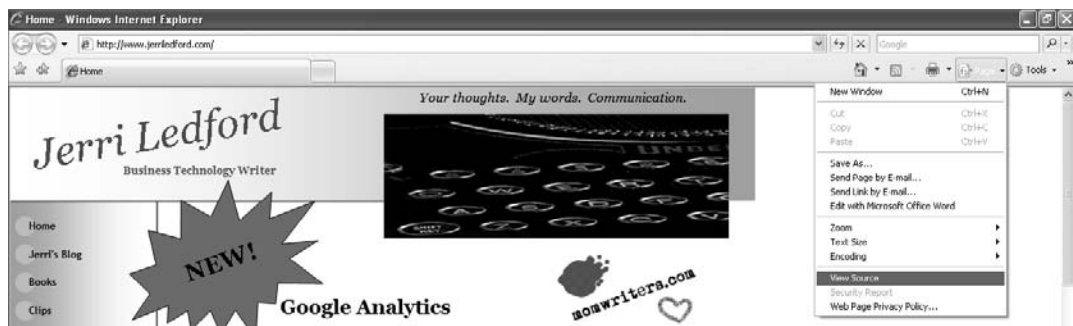 Home - Windows Internet Explorer
http://www.jerriledford.com/
Google
Home
Tools
Your thoughts. My words. Communication.
Jerri Ledford
Business Technology Writer
UNDE
SHIFT
KEY
Home
Jerri's Blog
Books
Clips
NEW!
Google Analytics
momwriters.com
New Window Ctrl+N
Cut Ctrl+X
Copy Ctrl+C
Paste Ctrl+V
Save As...
Send Page by E-mail...
Send Link by E-mail...
Edit with Microsoft Office Word
Zoom
Text Size
Encoding
View Source
Security Report
Web Page Privacy Policy...